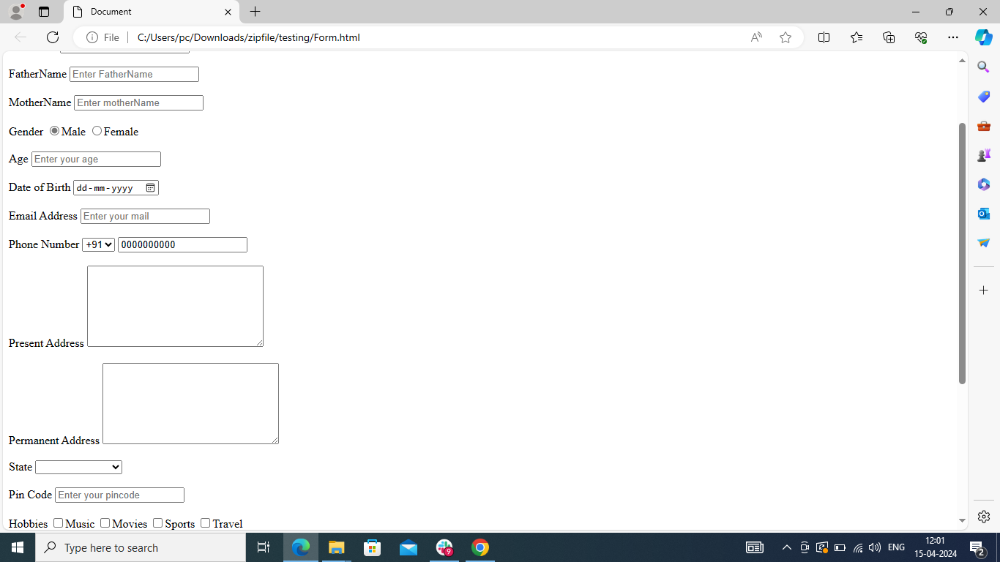 Document
File
C:/Users/pc/Downloads/zipfile/testing/Form.html
FatherName Enter FatherName
MotherName Enter motherName
Gender Male Female
Age Enter your age
Date of Birth dd-mm-yyyy
Email Address Enter your mail
Phone Number +91 0000000000
Present Address
Permanent Address
State
Pin Code Enter your pincode
Hobbies Music Movies Sports Travel
Type here to search
9
ENG
12:01
15-04-2024
2